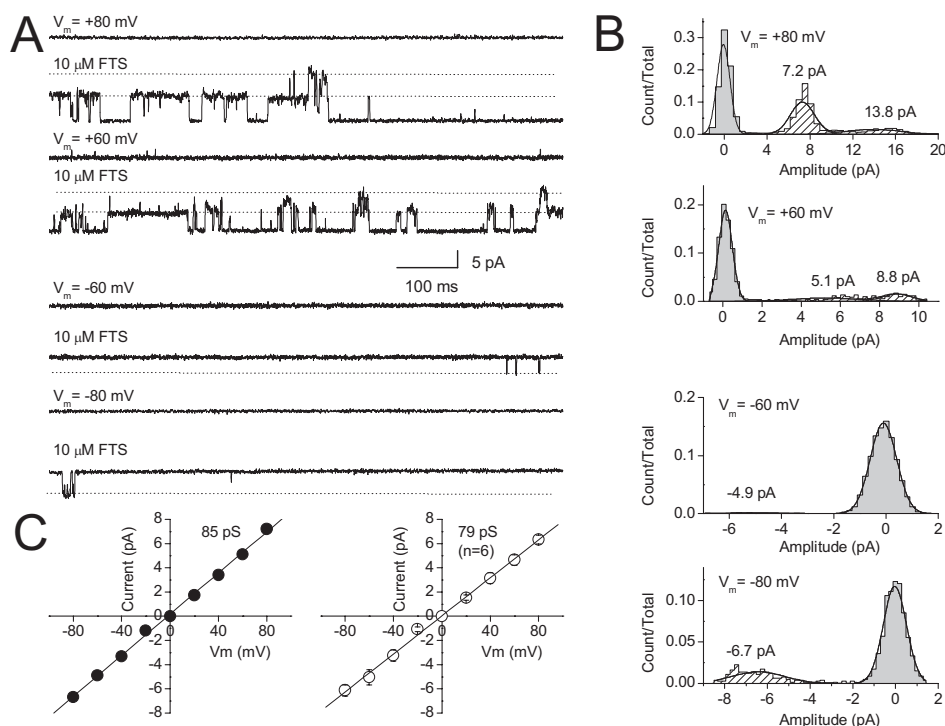 A
Vm= +80 mV
10 μM FTS
Vm= +60 mV
10 μM FTS
5 pA
100 ms
Vm= -60 mV
10 μM FTS
Vm= -80 mV
10 μM FTS
B
Vm= +80 mV
7.2 pA
13.8 pA
Count/Total
0.3
0.2
0.1
0.0
0 4 8 12 16 20
Amplitude (pA)
Vm= +60 mV
5.1 pA
8.8 pA
Count/Total
0.2
0.1
0.0
0 2 4 6 8 10
Amplitude (pA)
Vm= -60 mV
-4.9 pA
Count/Total
0.2
0.1
0.0
-6 -4 -2 0 2
Amplitude (pA)
Vm= -80 mV
-6.7 pA
Count/Total
0.10
0.05
0.00
-8 -6 -4 -2 0 2
Amplitude (pA)
C
85 pS
Current (pA)
8
6
4
2
0
-2
-4
-6
-8
-80 -40 0 40 80
Vm (mV)
79 pS
(n=6)
Current (pA)
8
6
4
2
0
-2
-4
-6
-8
-80 -40 0 40 80
Vm (mV)